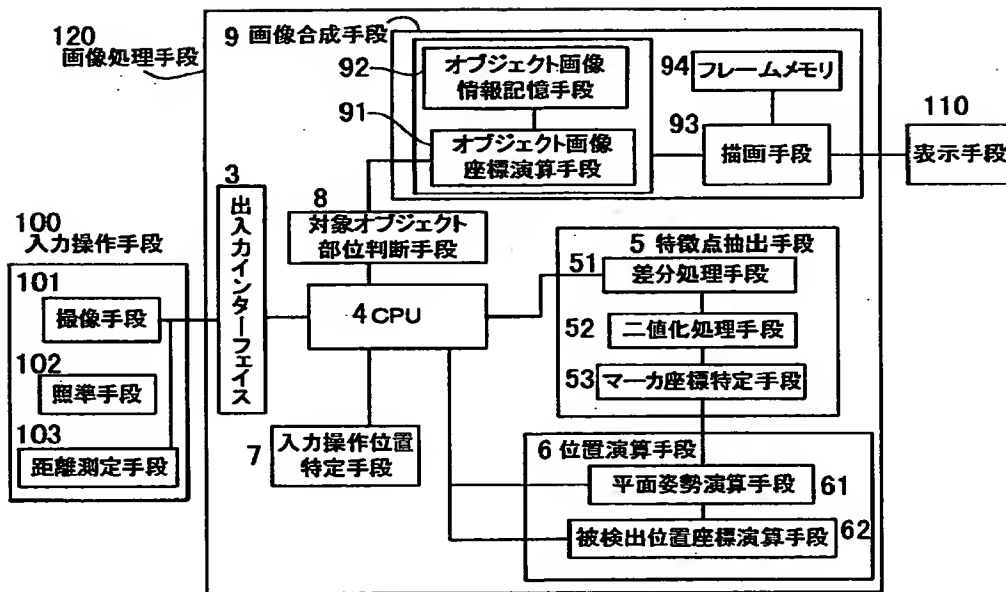 120
画像処理手段
9 画像合成手段
92
オブジェクト画像
情報記憶手段
91
オブジェクト画像
座標演算手段
94
フレームメモリ
93
描画手段
110
表示手段
3
出入力インターフェイス
8
対象オブジェクト
部位判断手段
100
入力操作手段
101
撮像手段
102
照準手段
103
距離測定手段
4 CPU
7
入力操作位置
特定手段
5 特徴点抽出手段
51
差分処理手段
52
二値化処理手段
53
マーカ座標特定手段
6 位置演算手段
平面姿勢演算手段
61
被検出位置座標演算手段
62